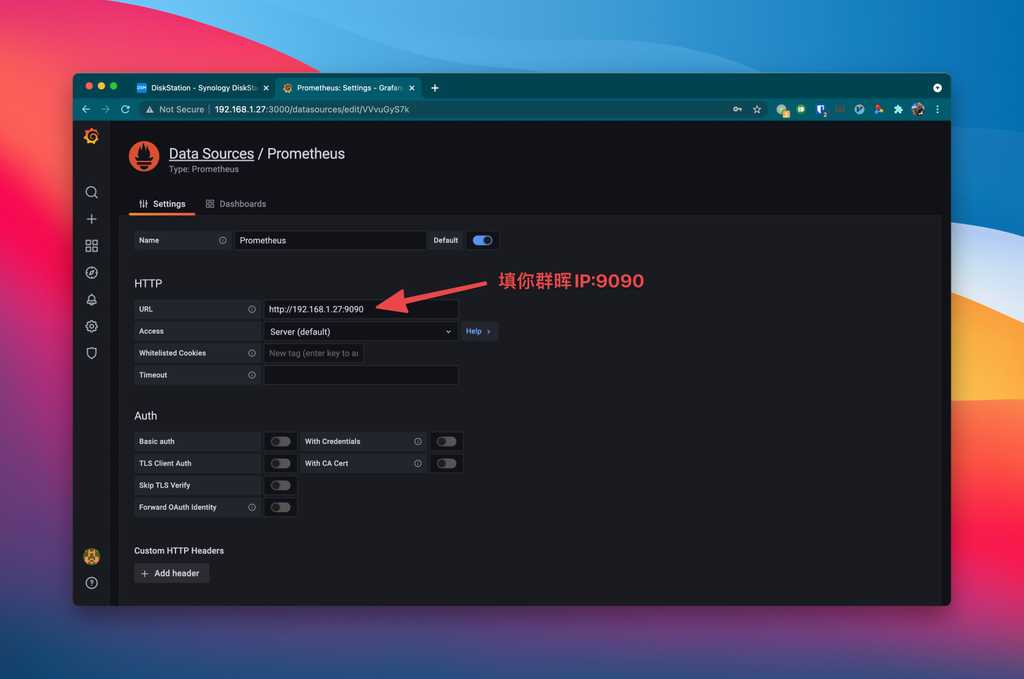 DiskStation - Synology DiskSta
Prometheus: Settings - Grafan
Not Secure | 192.168.1.27:3000/datasources/edit/VVvuGyS7k
Data Sources / Prometheus
Type: Prometheus
Settings Dashboards
Name Prometheus Default
HTTP
填你群晖IP:9090
URL http://192.168.1.27:9090
Access Server (default) Help
Whitelisted Cookies New tag (enter key to a
Timeout
Auth
Basic auth With Credentials
TLS Client Auth With CA Cert
Skip TLS Verify
Forward OAuth Identity
Custom HTTP Headers
+ Add header